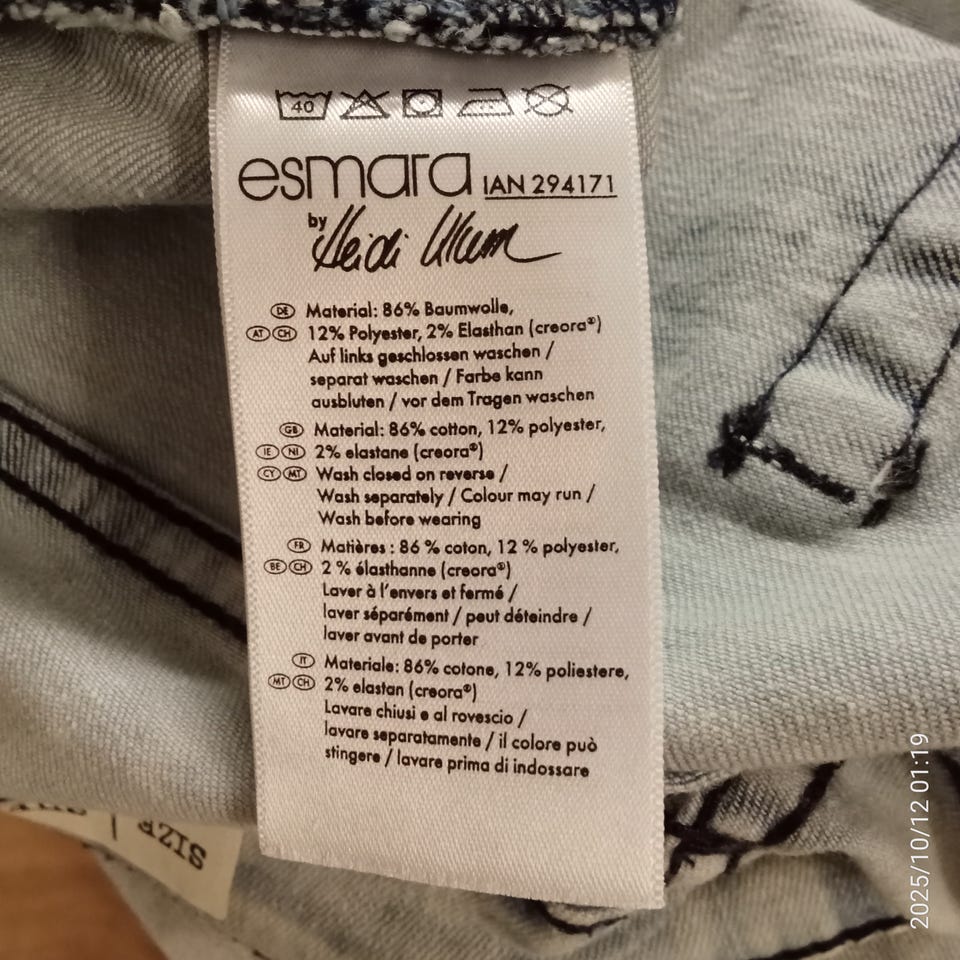 40
esmara IAN 294171
by Heidi Klum
DE Material: 86% Baumwolle,
AT CH 12% Polyester, 2% Elasthan (creora®)
Auf links geschlossen waschen /
separat waschen / Farbe kann
ausbluten / vor dem Tragen waschen
GB Material: 86% cotton, 12% polyester,
IE NI 2% elastane (creora®)
CY MT Wash closed on reverse /
Wash separately / Colour may run /
Wash before wearing
FR Matières : 86 % coton, 12 % polyester,
BE CH 2 % élasthanne (creora®)
Laver à l'envers et fermé /
laver séparément / peut déteindre /
laver avant de porter
IT Materiale: 86% cotone, 12% poliestere,
MT CH 2% elastan (creora®)
Lavare chiusi e al rovescio /
lavare separatamente / il colore può
stingere / lavare prima di indossare
SIZE |
2025/10/12 01:19